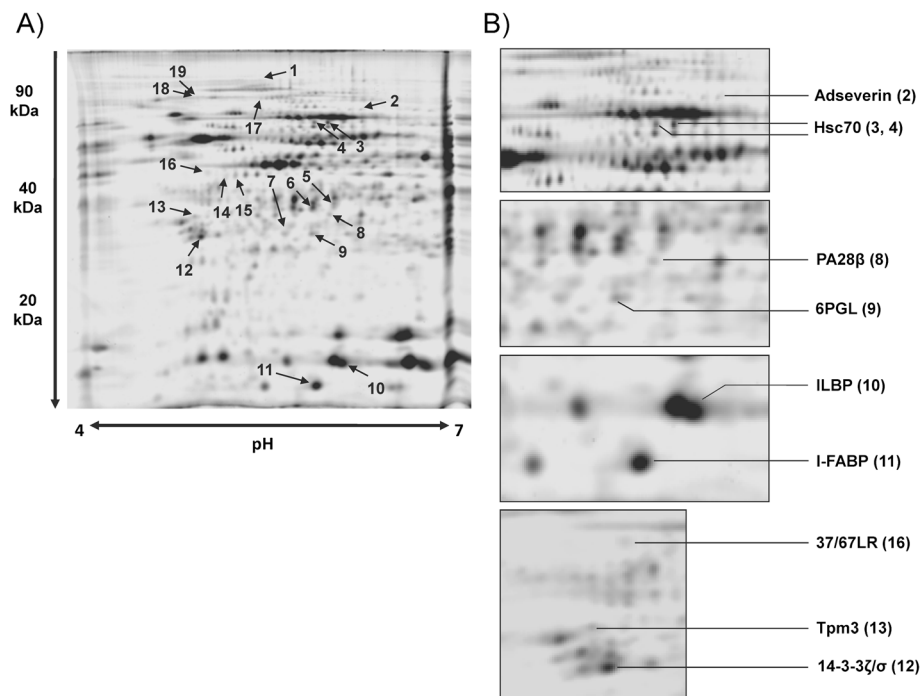 A)
B)
90
kDa
40
kDa
20
kDa
19
18
1
2
17
4
3
16
7
6
5
14
15
13
8
9
12
11
10
4
7
pH
Adseverin (2)
Hsc70 (3, 4)
PA28β (8)
6PGL (9)
ILBP (10)
I-FABP (11)
37/67LR (16)
Tpm3 (13)
14-3-3ζ/σ (12)